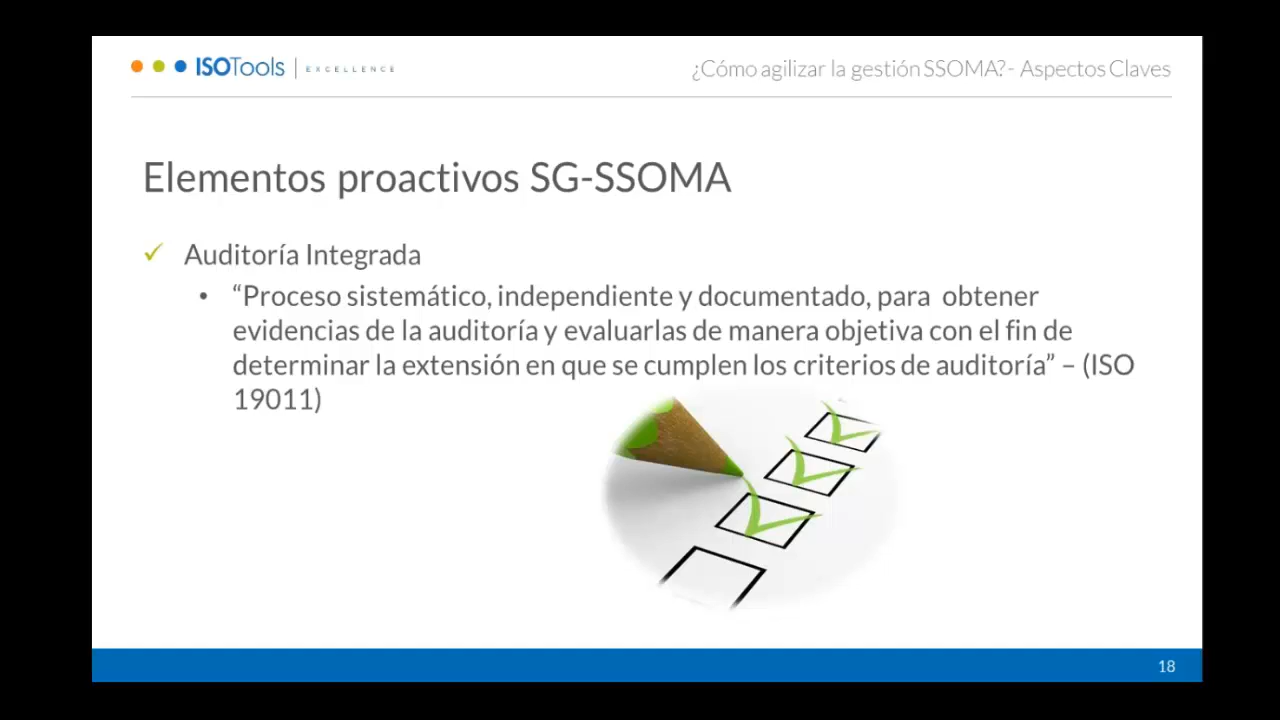 ISOTools | EXCELLENCE
¿Cómo agilizar la gestión SSOMA?- Aspectos Claves
Elementos proactivos SG-SSOMA
✓ Auditoría Integrada
• “Proceso sistemático, independiente y documentado, para obtener
evidencias de la auditoría y evaluarlas de manera objetiva con el fin de
determinar la extensión en que se cumplen los criterios de auditoría” – (ISO
19011)
18